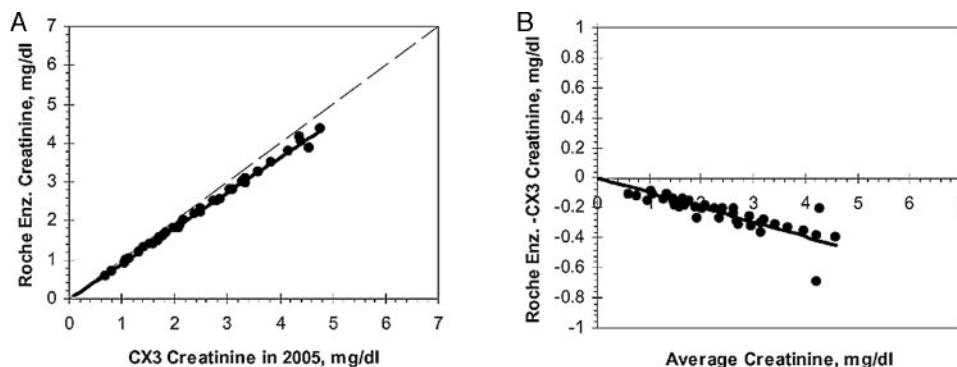 A
7
6
5
4
3
2
1
0
Roche Enz. Creatinine, mg/dl
0 1 2 3 4 5 6 7
CX3 Creatinine in 2005, mg/dl
B
1
0.8
0.6
0.4
0.2
0
-0.2
-0.4
-0.6
-0.8
-1
Roche Enz. -CX3 Creatinine, mg/dl
0 1 2 3 4 5 6 7
Average Creatinine, mg/dl